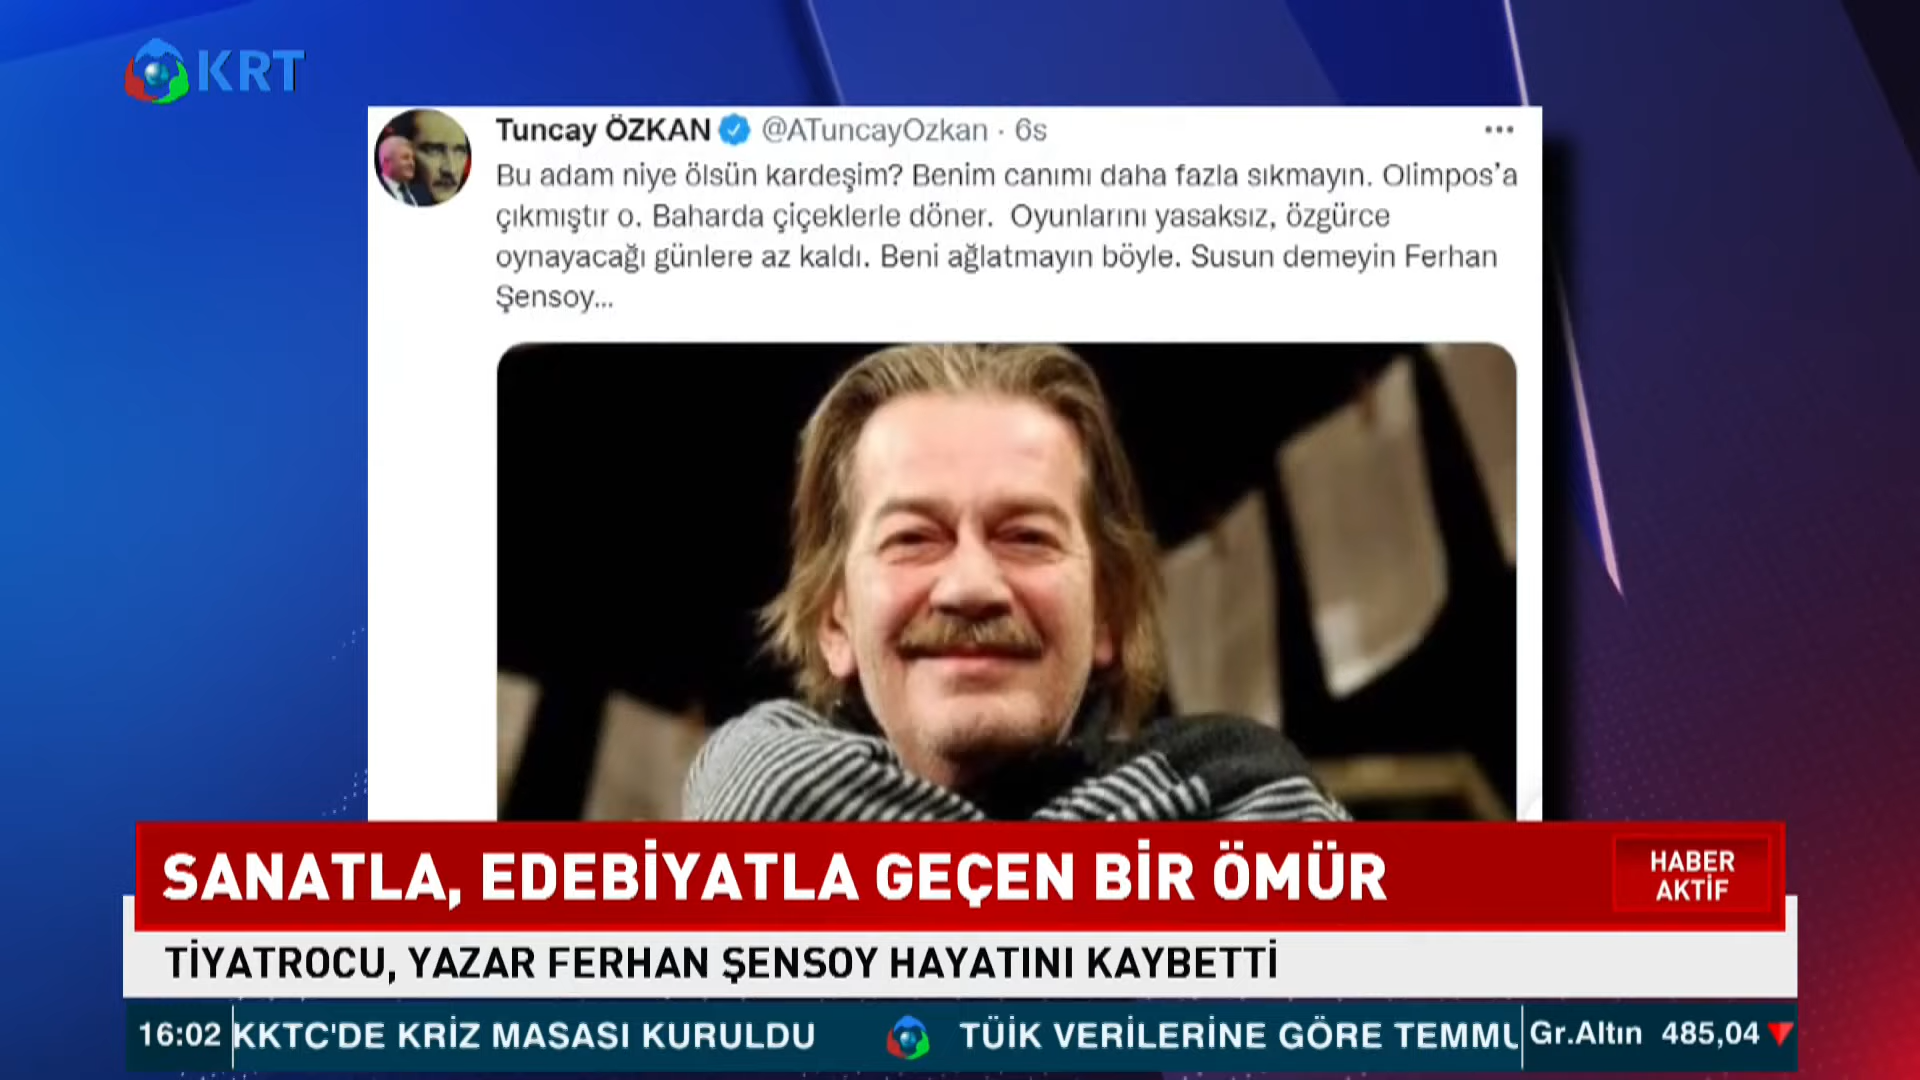 KRT
Tuncay ÖZKAN @ATuncayOzkan · 6s
Bu adam niye ölsün kardeşim? Benim canımı daha fazla sıkmayın. Olimpos'a
çıkmıştır o. Baharda çiçeklerle döner. Oyunlarını yasaksız, özgürce
oynayacağı günlere az kaldı. Beni ağlatmayın böyle. Susun demeyin Ferhan
Şensoy...
SANATLA, EDEBİYATLA GEÇEN BİR ÖMÜR
HABER
AKTİF
TİYATROCU, YAZAR FERHAN ŞENSOY HAYATINI KAYBETTİ
16:02 KKTC'DE KRİZ MASASI KURULDU TÜİK VERİLERİNE GÖRE TEMMU Gr.Altın 485,04